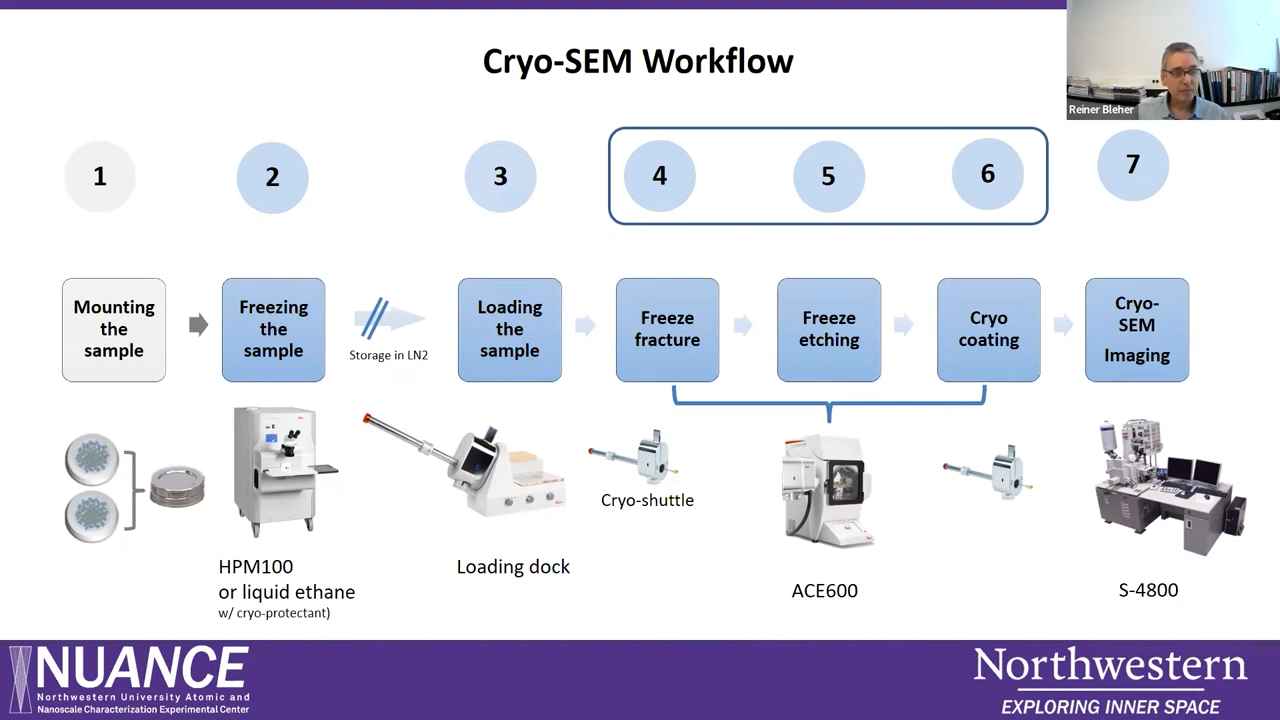 Cryo-SEM Workflow
Reiner Bleher
1
2
3
4
5
6
7
Mounting
the
sample
Freezing
the
sample
Storage in LN2
Loading
the
sample
Freeze
fracture
Freeze
etching
Cryo
coating
Cryo-
SEM
Imaging
Cryo-shuttle
HPM100
or liquid ethane
w/ cryo-protectant)
Loading dock
ACE600
S-4800
NUANCE
Northwestern University Atomic and
Nanoscale Characterization Experimental Center
Northwestern
EXPLORING INNER SPACE